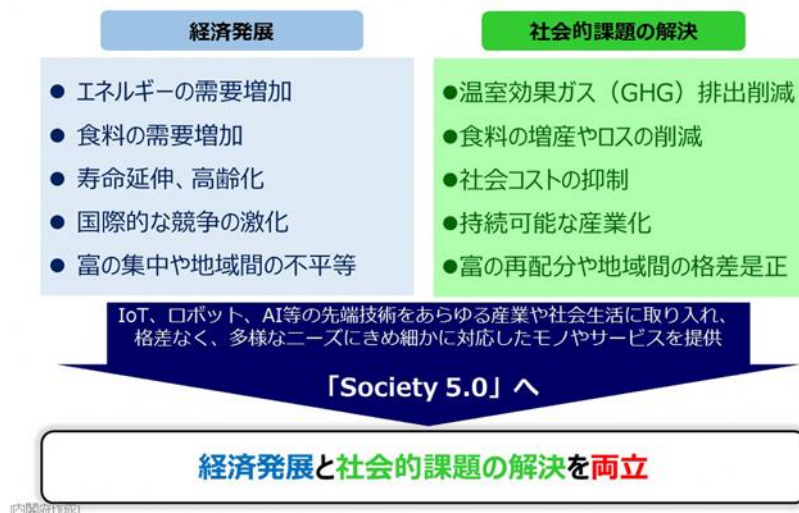 経済発展
● エネルギーの需要増加
● 食料の需要増加
● 寿命延伸、高齢化
● 国際的な競争の激化
● 富の集中や地域間の不平等
社会的課題の解決
●温室効果ガス（GHG）排出削減
●食料の増産やロスの削減
●社会コストの抑制
●持続可能な産業化
●富の再配分や地域間の格差是正
IoT、ロボット、AI等の先端技術をあらゆる産業や社会生活に取り入れ、
格差なく、多様なニーズにきめ細かに対応したモノやサービスを提供
「Society 5.0」へ
経済発展と社会的課題の解決を両立
[内閣府作成]